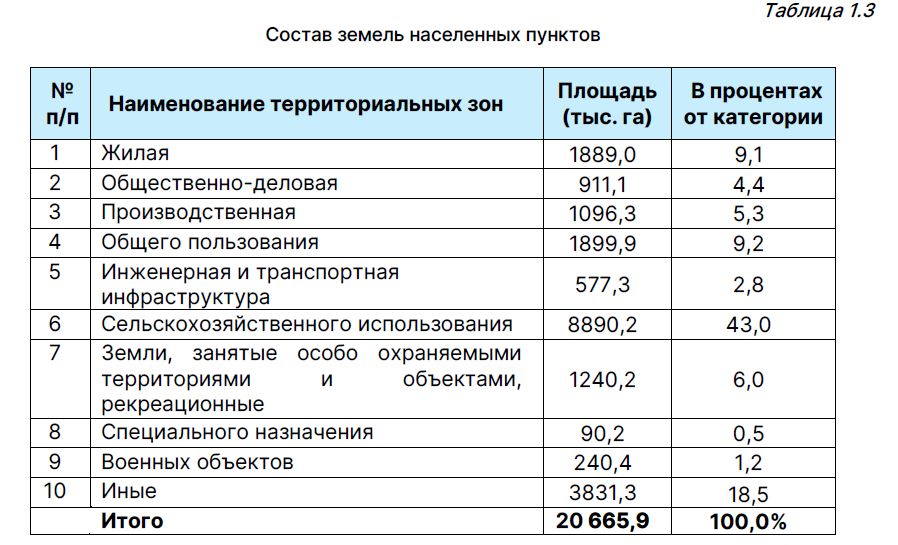 Таблица 1.3
Состав земель населенных пунктов
№ п/п Наименование территориальных зон Площадь (тыс. га) В процентах от категории
1 Жилая 1889,0 9,1
2 Общественно-деловая 911,1 4,4
3 Производственная 1096,3 5,3
4 Общего пользования 1899,9 9,2
5 Инженерная и транспортная
инфраструктура 577,3 2,8
6 Сельскохозяйственного использования 8890,2 43,0
7 Земли, занятые особо охраняемыми
территориями и объектами,
рекреационные 1240,2 6,0
8 Специального назначения 90,2 0,5
9 Военных объектов 240,4 1,2
10 Иные 3831,3 18,5
Итого 20 665,9 100,0%